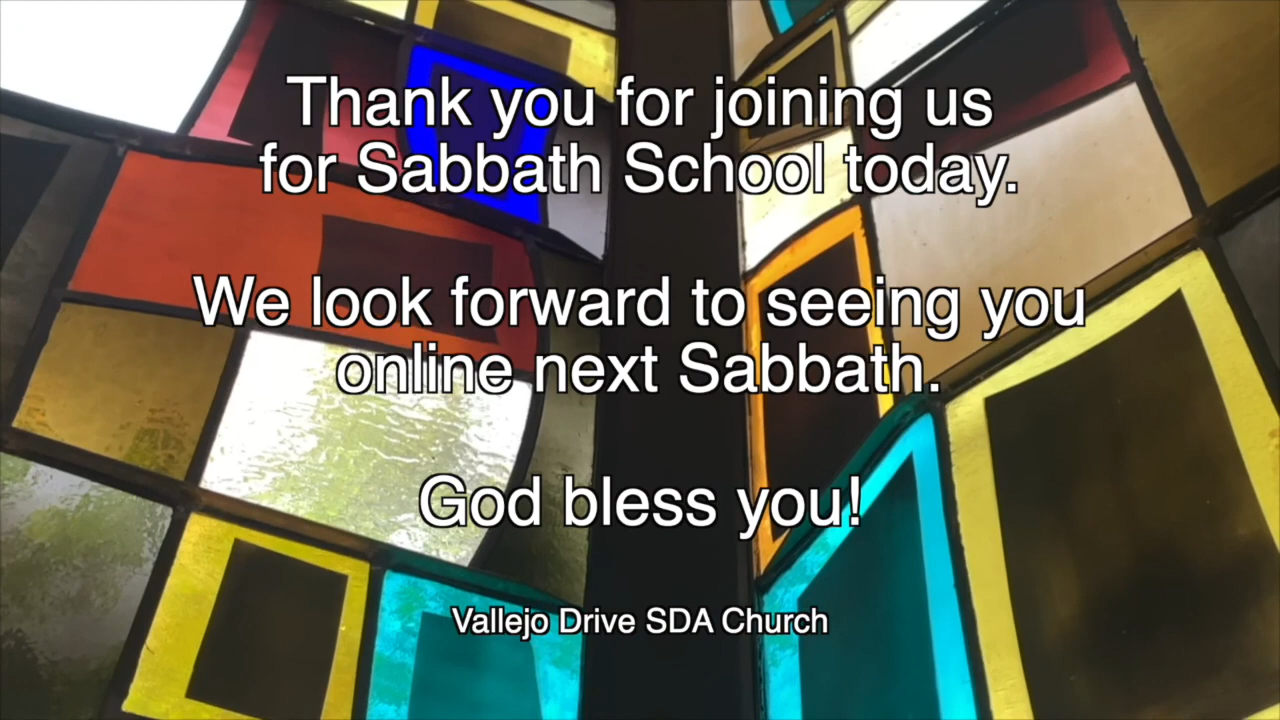 Thank you for joining us
for Sabbath School today.
We look forward to seeing you
online next Sabbath.
God bless you!
Vallejo Drive SDA Church